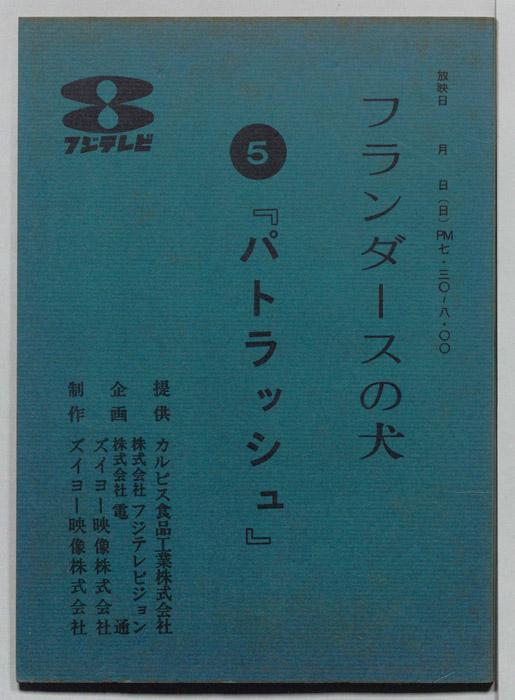 放映日　月　日(日)PM七・三〇~八・〇〇
フランダースの犬
5
『パトラッシュ』
フジテレビ
提供　カルピス食品工業株式会社
株式会社フジテレビジョン
企画　株式会社電通
ズイヨー映像株式会社
制作　ズイヨー映像株式会社